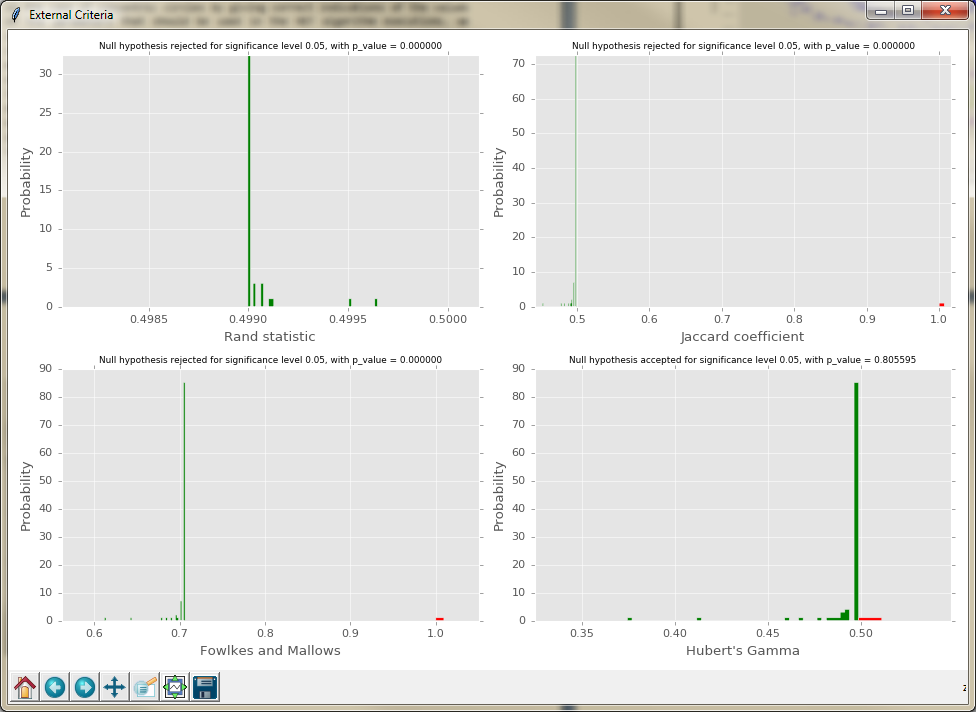 External Criteria
Null hypothesis rejected for significance level 0.05, with p_value = 0.000000
30
25
20
15
10
5
0
Probability
0.4985 0.4990 0.4995 0.5000
Rand statistic
Null hypothesis rejected for significance level 0.05, with p_value = 0.000000
70
60
50
40
30
20
10
0
Probability
0.5 0.6 0.7 0.8 0.9 1.0
Jaccard coefficient
Null hypothesis rejected for significance level 0.05, with p_value = 0.000000
90
80
70
60
50
40
30
20
10
0
Probability
0.6 0.7 0.8 0.9 1.0
Fowlkes and Mallows
Null hypothesis accepted for significance level 0.05, with p_value = 0.805595
90
80
70
60
50
40
30
20
10
0
Probability
0.35 0.40 0.45 0.50
Hubert's Gamma